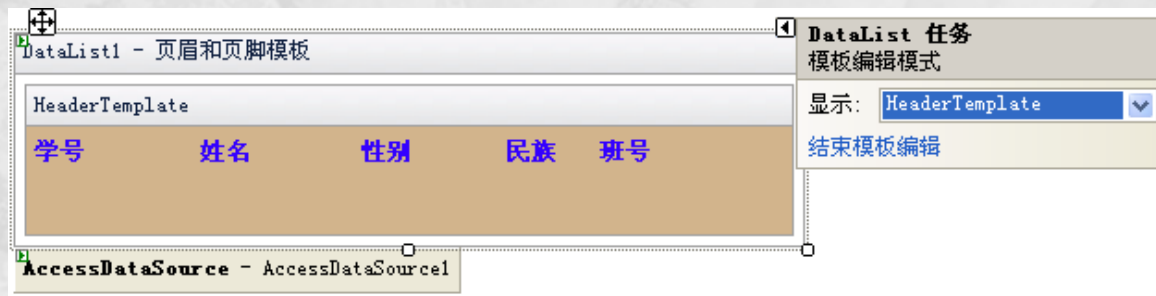 DataList1 - 页眉和页脚模板
HeaderTemplate
学号 姓名 性别 民族 班号
AccessDataSource - AccessDataSource1
DataList 任务
模板编辑模式
显示: HeaderTemplate
结束模板编辑